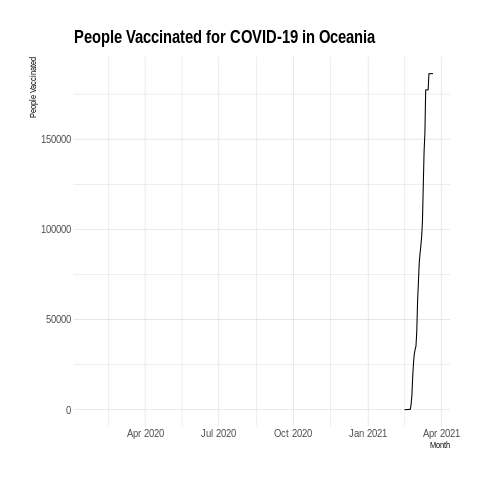 People Vaccinated for COVID-19 in Oceania
People Vaccinated
150000
100000
50000
0
Apr 2020 Jul 2020 Oct 2020 Jan 2021 Apr 2021
Month